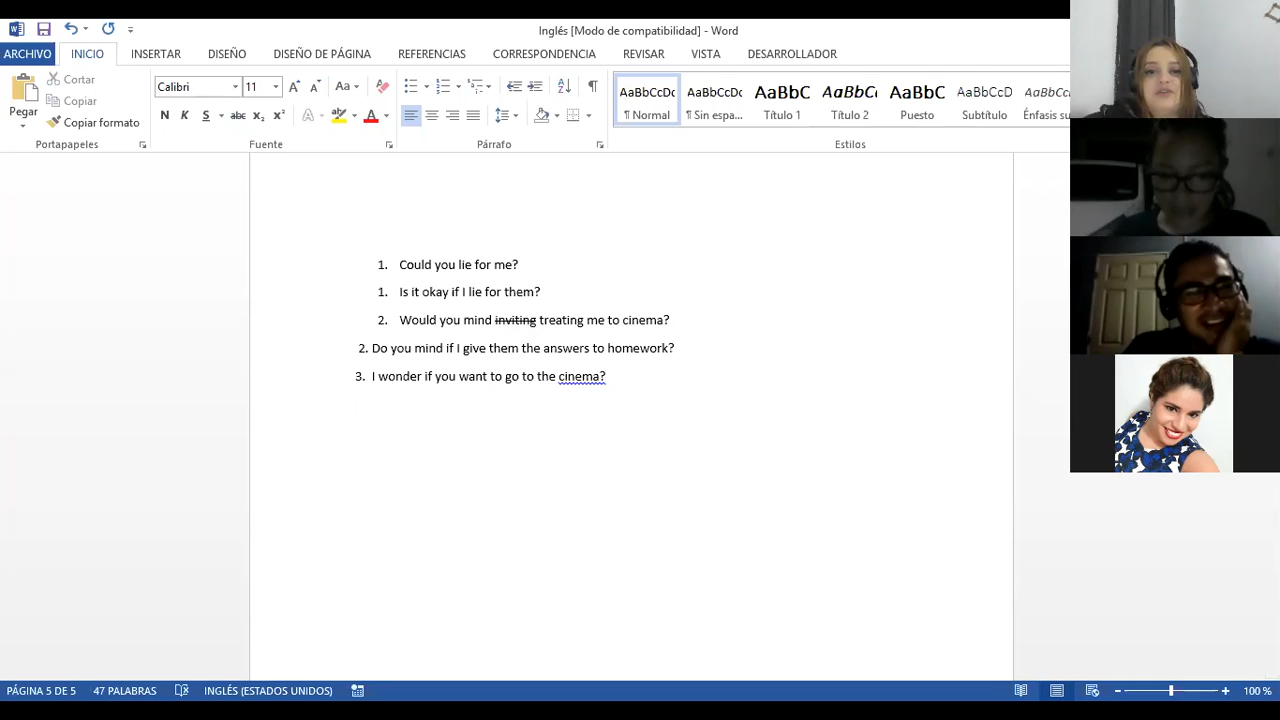 Inglés [Modo de compatibilidad] - Word
ARCHIVO INICIO INSERTAR DISEÑO DISEÑO DE PÁGINA REFERENCIAS CORRESPONDENCIA REVISAR VISTA DESARROLLADOR
Pegar
Cortar
Copiar
Copiar formato
Portapapeles
Calibri 11
Fuente
Párrafo
AaBbCcDc AaBbCcDc AaBbC AaBbCc AaBbC AaBbCcD AaBbCcDc
¶ Normal ¶ Sin espa... Título 1 Título 2 Puesto Subtítulo Énfasis su
Estilos
1. Could you lie for me?
1. Is it okay if I lie for them?
2. Would you mind inviting treating me to cinema?
2. Do you mind if I give them the answers to homework?
3. I wonder if you want to go to the cinema?
PÁGINA 5 DE 5 47 PALABRAS INGLÉS (ESTADOS UNIDOS) 100 %